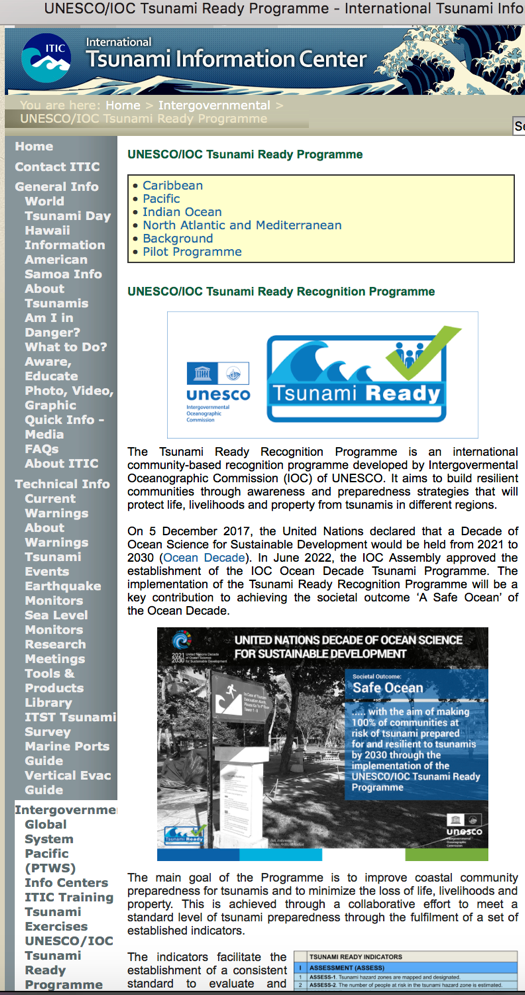 UNESCO/IOC Tsunami Ready Programme - International Tsunami Info
ITIC
International
Tsunami Information Center
You are here: Home > Intergovernmental >
UNESCO/IOC Tsunami Ready Programme
Home
Contact ITIC
General Info
World
Tsunami Day
Hawaii
Information
American
Samoa Info
About
Tsunamis
Am I in
Danger?
What to Do?
Aware,
Educate
Photo, Video,
Graphic
Quick Info -
Media
FAQs
About ITIC
Technical Info
Current
Warnings
About
Warnings
Tsunami
Events
Earthquake
Monitors
Sea Level
Monitors
Research
Meetings
Tools &
Products
Library
ITST Tsunami
Survey
Marine Ports
Guide
Vertical Evac
Guide
Intergovernme
Global
System
Pacific
(PTWS)
Info Centers
ITIC Training
Tsunami
Exercises
UNESCO/IOC
Tsunami
Ready
Programme
UNESCO/IOC Tsunami Ready Programme
• Caribbean
• Pacific
• Indian Ocean
• North Atlantic and Mediterranean
• Background
• Pilot Programme
UNESCO/IOC Tsunami Ready Recognition Programme
unesco
Intergovernmental
Oceanographic
Commission
Tsunami Ready
The Tsunami Ready Recognition Programme is an international
community-based recognition programme developed by Intergovermental
Oceanographic Commission (IOC) of UNESCO. It aims to build resilient
communities through awareness and preparedness strategies that will
protect life, livelihoods and property from tsunamis in different regions.
On 5 December 2017, the United Nations declared that a Decade of
Ocean Science for Sustainable Development would be held from 2021 to
2030 (Ocean Decade). In June 2022, the IOC Assembly approved the
establishment of the IOC Ocean Decade Tsunami Programme. The
implementation of the Tsunami Ready Recognition Programme will be a
key contribution to achieving the societal outcome ‘A Safe Ocean’ of
the Ocean Decade.
UNITED NATIONS DECADE OF OCEAN SCIENCE
FOR SUSTAINABLE DEVELOPMENT
2021
2030
Societal Outcome:
Safe Ocean
..... with the aim of making
100% of communities at
risk of tsunami prepared
for and resilient to tsunamis
by 2030 through the
implementation of the
UNESCO/IOC Tsunami Ready
Programme
Tsunami Ready
unesco
The main goal of the Programme is to improve coastal community
preparedness for tsunamis and to minimize the loss of life, livelihoods and
property. This is achieved through a collaborative effort to meet a
standard level of tsunami preparedness through the fulfilment of a set of
established indicators.
The indicators facilitate the
establishment of a consistent
standard to evaluate and
TSUNAMI READY INDICATORS
I ASSESSMENT (ASSESS)
1 ASSESS-1. Tsunami hazard zones are mapped and designated.
2 ASSESS-2. The number of people at risk in the tsunami hazard zone is estimated.